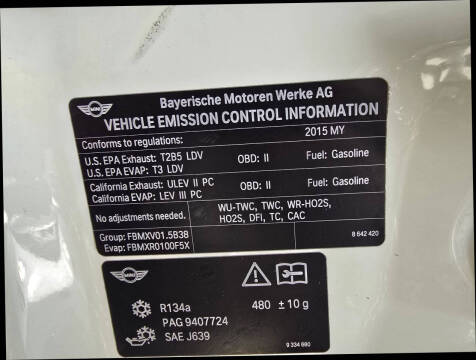 MINI
Bayerische Motoren Werke AG
VEHICLE EMISSION CONTROL INFORMATION
Conforms to regulations: 2015 MY
U.S. EPA Exhaust: T2B5 LDV OBD: II Fuel: Gasoline
U.S. EPA EVAP: T3 LDV
California Exhaust: ULEV II PC OBD: II Fuel: Gasoline
California EVAP: LEV III PC
No adjustments needed. WU-TWC, TWC, WR-HO2S,
HO2S, DFI, TC, CAC
Group: FBMXV01.5B38
Evap: FBMXR0100F5X 8 642 420
MINI
R134a 480 ± 10 g
PAG 9407724
SAE J639 9 334 660